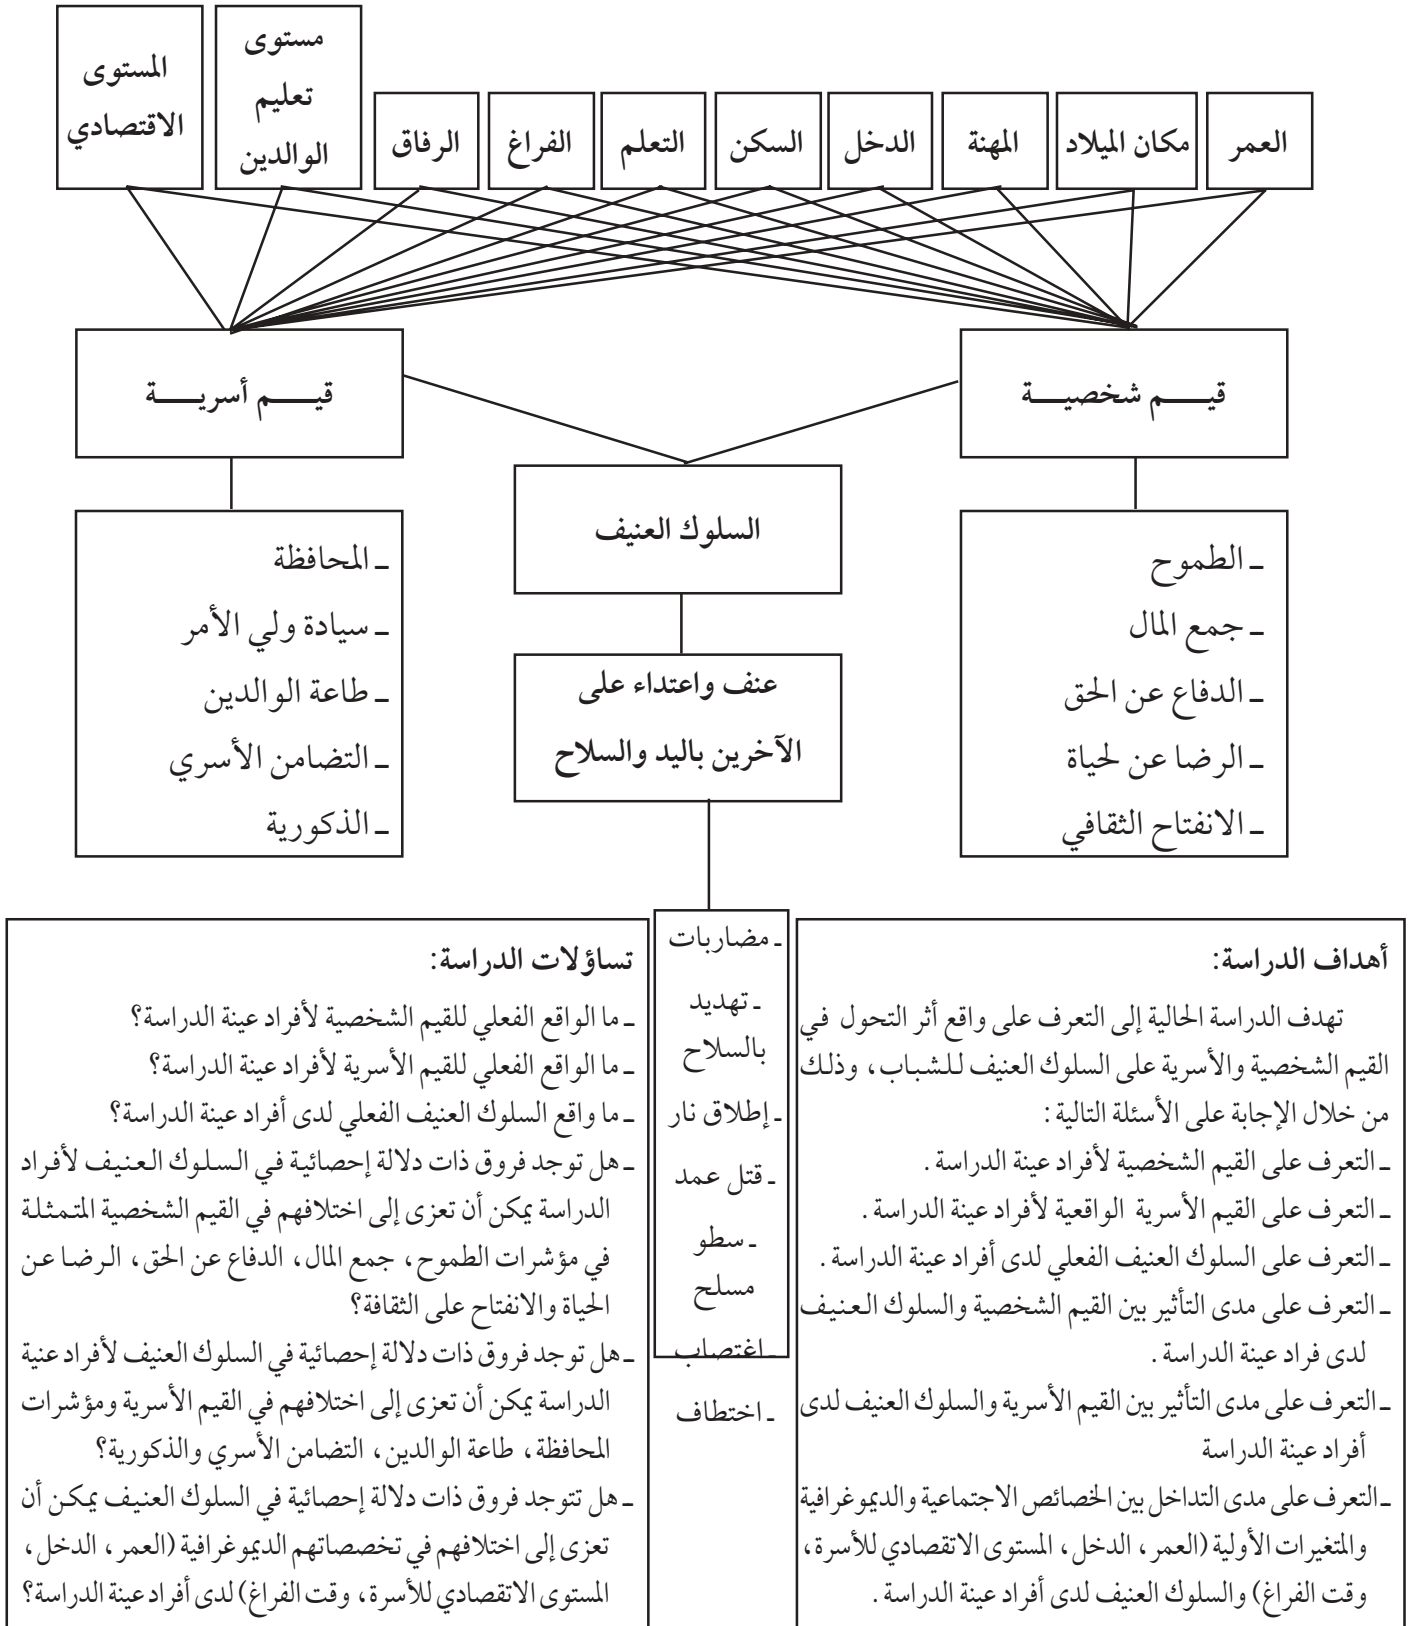 العمر
مكان الميلاد
المهنة
الدخل
السكن
التعلم
الفراغ
الرفاق
مستوى
تعليم
الوالدين
المستوى
الاقتصادي
قيـــــم شخصيـــــة
قيـــــم أسريـــــة
السلوك العنيف
ـ الطموح
ـ جمع المال
ـ الدفاع عن الحق
ـ الرضا عن لحياة
ـ الانفتاح الثقافي
عنف واعتداء على
الآخرين باليد والسلاح
ـ المحافظة
ـ سيادة ولي الأمر
ـ طاعة الوالدين
ـ التضامن الأسري
ـ الذكورية
أهداف الدراسة:
تهدف الدراسة الحالية إلى التعرف على واقع أثر التحول في
القيم الشخصية والأسرية على السلوك العنيف للشباب، وذلك
من خلال الإجابة على الأسئلة التالية:
ـ التعرف على القيم الشخصية لأفراد عينة الدراسة.
ـ التعرف على القيم الأسرية الواقعية لأفراد عينة الدراسة.
ـ التعرف على السلوك العنيف الفعلي لدى أفراد عينة الدراسة.
ـ التعرف على مدى التأثير بين القيم الشخصية والسلوك العنيف
لدى فراد عينة الدراسة.
ـ التعرف على مدى التأثير بين القيم الأسرية والسلوك العنيف لدى
أفراد عينة الدراسة
ـ التعرف على مدى التداخل بين الخصائص الاجتماعية والديموغرافية
والمتغيرات الأولية (العمر، الدخل، المستوى الاتقصادي للأسرة،
وقت الفراغ) والسلوك العنيف لدى أفراد عينة الدراسة.
ـ مضاربات
ـ تهديد
بالسلاح
ـ إطلاق نار
ـ قتل عمد
ـ سطو
مسلح
ـ اغتصاب
ـ اختطاف
تساؤلات الدراسة:
ـ ما الواقع الفعلي للقيم الشخصية لأفراد عينة الدراسة؟
ـ ما الواقع الفعلي للقيم الأسرية لأفراد عينة الدراسة؟
ـ ما واقع السلوك العنيف الفعلي لدى أفراد عينة الدراسة؟
ـ هل توجد فروق ذات دلالة إحصائية في السلوك العنيف لأفراد
الدراسة يمكن أن تعزى إلى اختلافهم في القيم الشخصية المتمثلة
في مؤشرات الطموح، جمع المال، الدفاع عن الحق، الرضا عن
الحياة والانفتاح على الثقافة؟
ـ هل توجد فروق ذات دلالة إحصائية في السلوك العنيف لأفراد عنية
الدراسة يمكن أن تعزى إلى اختلافهم في القيم الأسرية ومؤشرات
المحافظة، طاعة الوالدين، التضامن الأسري والذكورية؟
ـ هل تتوجد فروق ذات دلالة إحصائية في السلوك العنيف يمكن أن
تعزى إلى اختلافهم في تخصصاتهم الديموغرافية (العمر، الدخل،
المستوى الاتقصادي للأسرة، وقت الفراغ) لدى أفراد عينة الدراسة؟